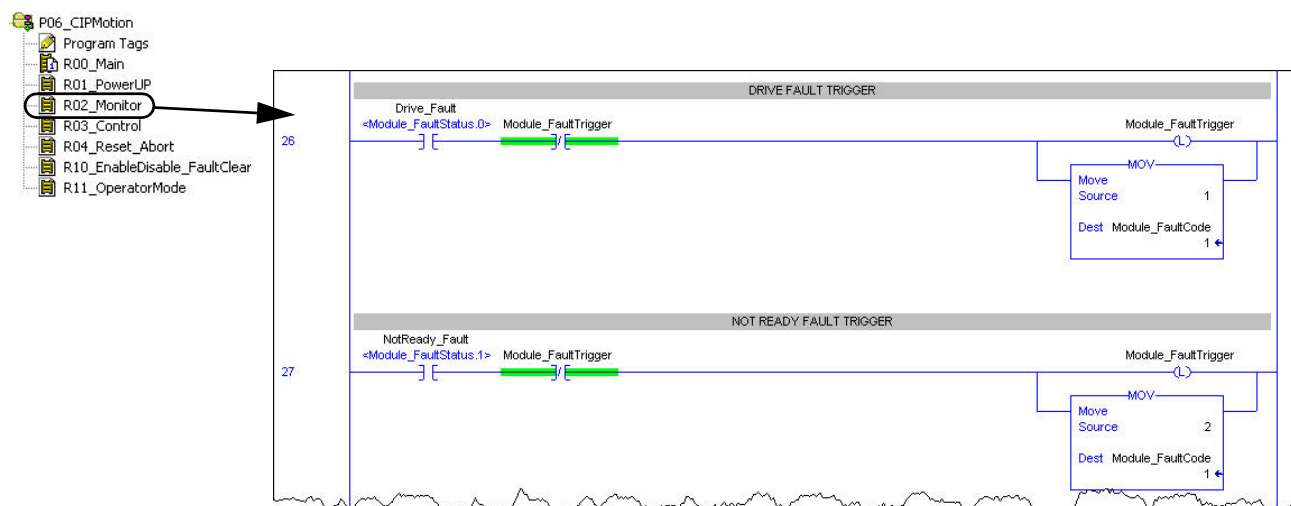 P06_CIPMotion
Program Tags
R00_Main
R01_PowerUP
R02_Monitor
R03_Control
R04_Reset_Abort
R10_EnableDisable_FaultClear
R11_OperatorMode
DRIVE FAULT TRIGGER
Drive_Fault
<Module_FaultStatus.0> Module_FaultTrigger Module_FaultTrigger
26
(L)
MOV
Move
Source 1
Dest Module_FaultCode
1
NOT READY FAULT TRIGGER
NotReady_Fault
<Module_FaultStatus.1> Module_FaultTrigger Module_FaultTrigger
27
(L)
MOV
Move
Source 2
Dest Module_FaultCode
1